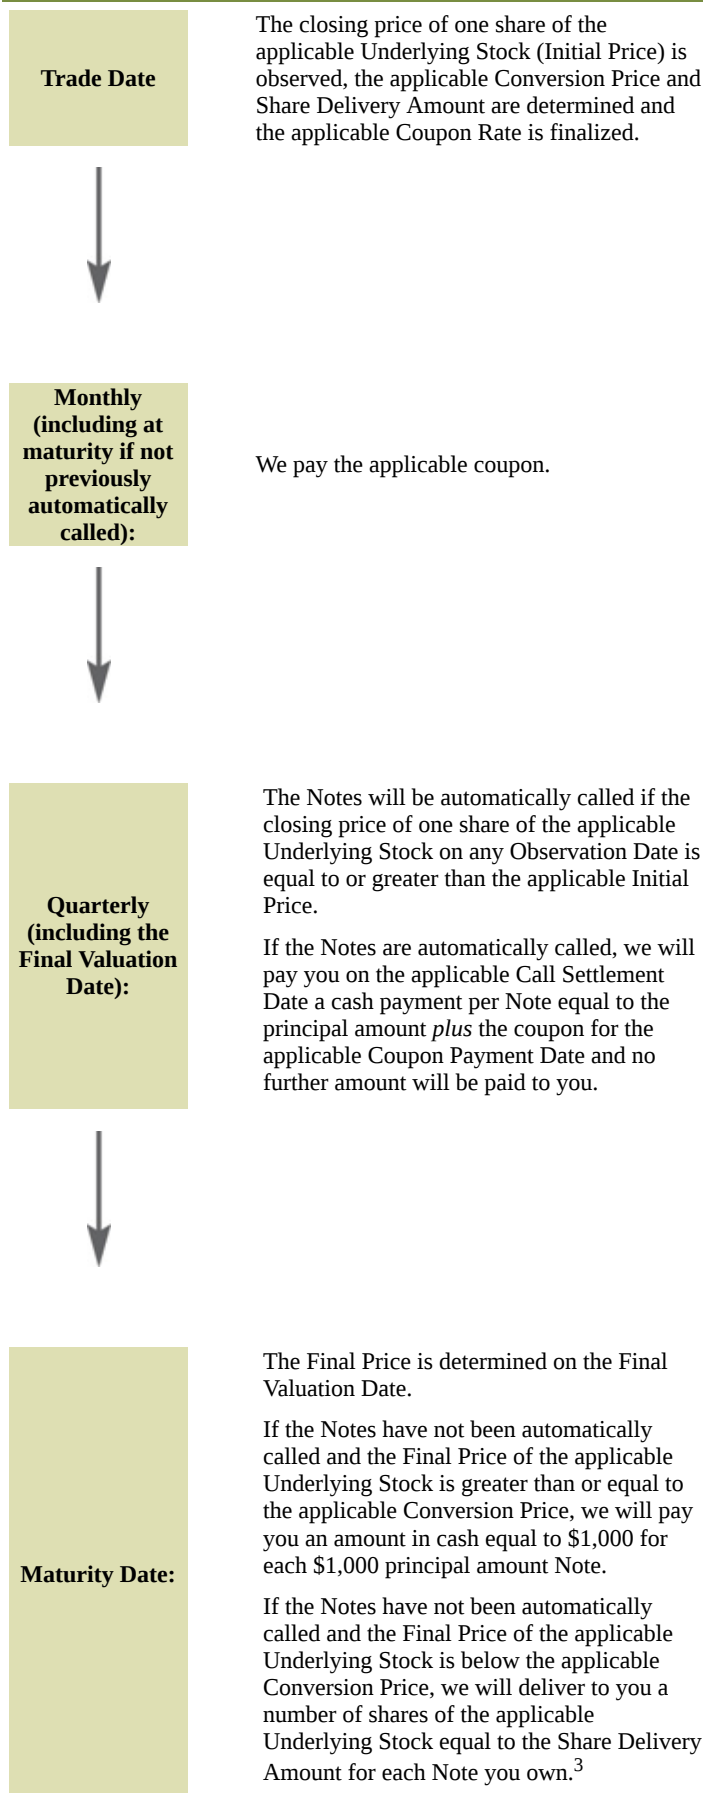 Trade Date
The closing price of one share of the
applicable Underlying Stock (Initial Price) is
observed, the applicable Conversion Price and
Share Delivery Amount are determined and
the applicable Coupon Rate is finalized.
Monthly
(including at
maturity if not
previously
automatically
called):
We pay the applicable coupon.
Quarterly
(including the
Final Valuation
Date):
The Notes will be automatically called if the
closing price of one share of the applicable
Underlying Stock on any Observation Date is
equal to or greater than the applicable Initial
Price.
If the Notes are automatically called, we will
pay you on the applicable Call Settlement
Date a cash payment per Note equal to the
principal amount plus the coupon for the
applicable Coupon Payment Date and no
further amount will be paid to you.
Maturity Date:
The Final Price is determined on the Final
Valuation Date.
If the Notes have not been automatically
called and the Final Price of the applicable
Underlying Stock is greater than or equal to
the applicable Conversion Price, we will pay
you an amount in cash equal to $1,000 for
each $1,000 principal amount Note.
If the Notes have not been automatically
called and the Final Price of the applicable
Underlying Stock is below the applicable
Conversion Price, we will deliver to you a
number of shares of the applicable
Underlying Stock equal to the Share Delivery
Amount for each Note you own.3